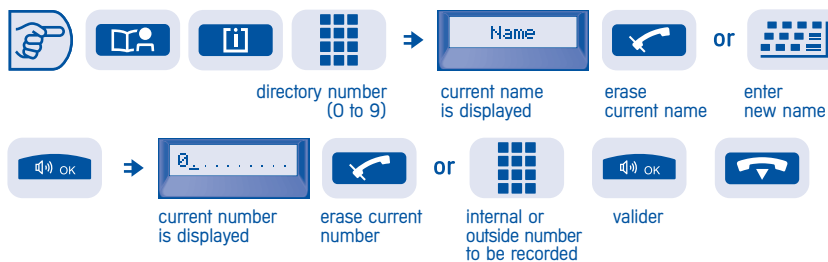 [i]
Name
or
directory number
(0 to 9)
current name
is displayed
erase
current name
enter
new name
OK
0_........
or
OK
current number
is displayed
erase current
number
internal or
outside number
to be recorded
valider